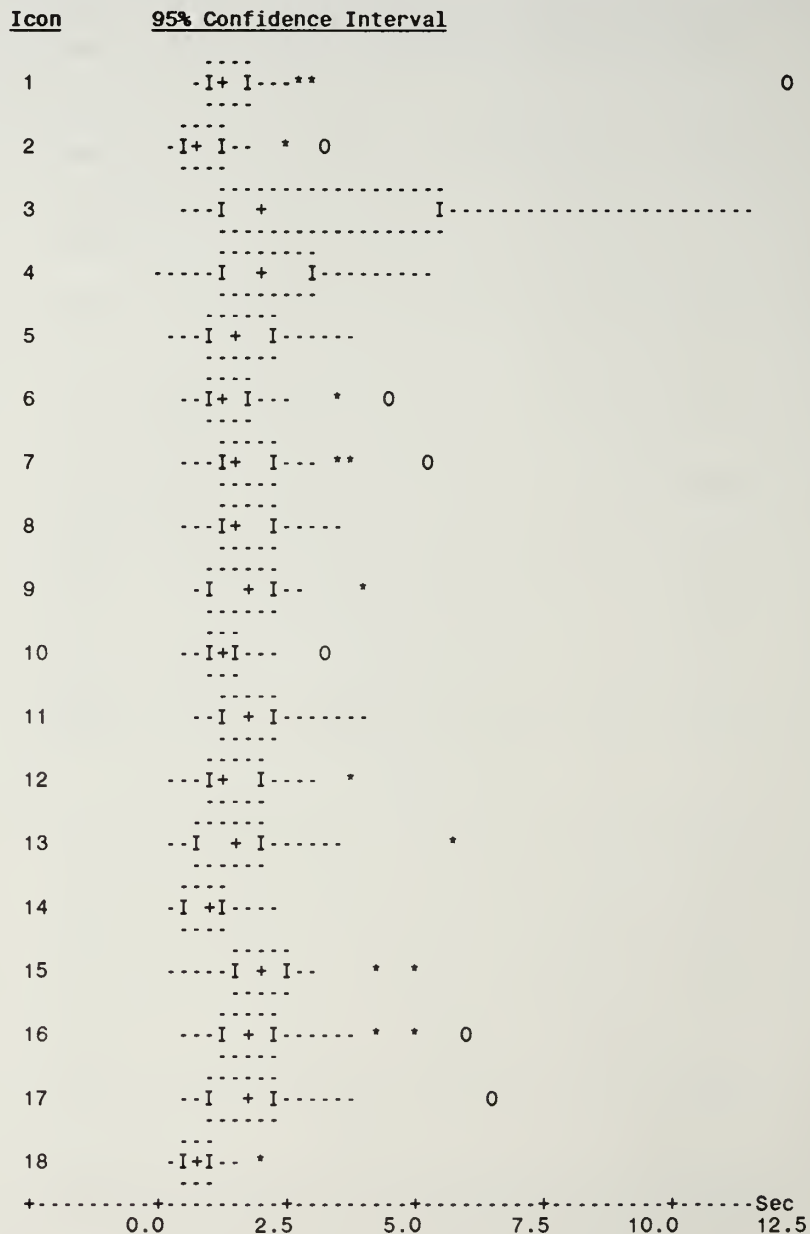 Icon 95% Confidence Interval
- - - -
1 -I+ I---** O
- - - -
- - - -
2 -I+ I-- * O
- - - -
- - - - - - - - - - - - - - - - - -
3 ---I + I-----------------------
- - - - - - - - - - - - - - - - - -
- - - - - - - -
4 -----I + I---------
- - - - - - - -
- - - - - -
5 ---I + I------
- - - - - -
- - - -
6 --I+ I--- * O
- - - -
- - - - -
7 ---I+ I--- ** O
- - - - -
- - - - -
8 ---I+ I-----
- - - - -
- - - - - -
9 -I + I-- *
- - - - - -
- - -
10 --I+I--- O
- - -
- - - - -
11 --I + I-------
- - - - -
- - - - -
12 ---I+ I---- *
- - - - -
- - - - - -
13 --I + I------ *
- - - - - -
- - - -
14 -I +I----
- - - -
- - - - -
15 -----I + I-- * *
- - - - -
- - - - -
16 ---I + I------ * * O
- - - - -
- - - - - -
17 --I + I------ O
- - - - - -
- - -
18 -I+I-- *
- - -
+---------+---------+---------+---------+---------+------Sec
0.0 2.5 5.0 7.5 10.0 12.5